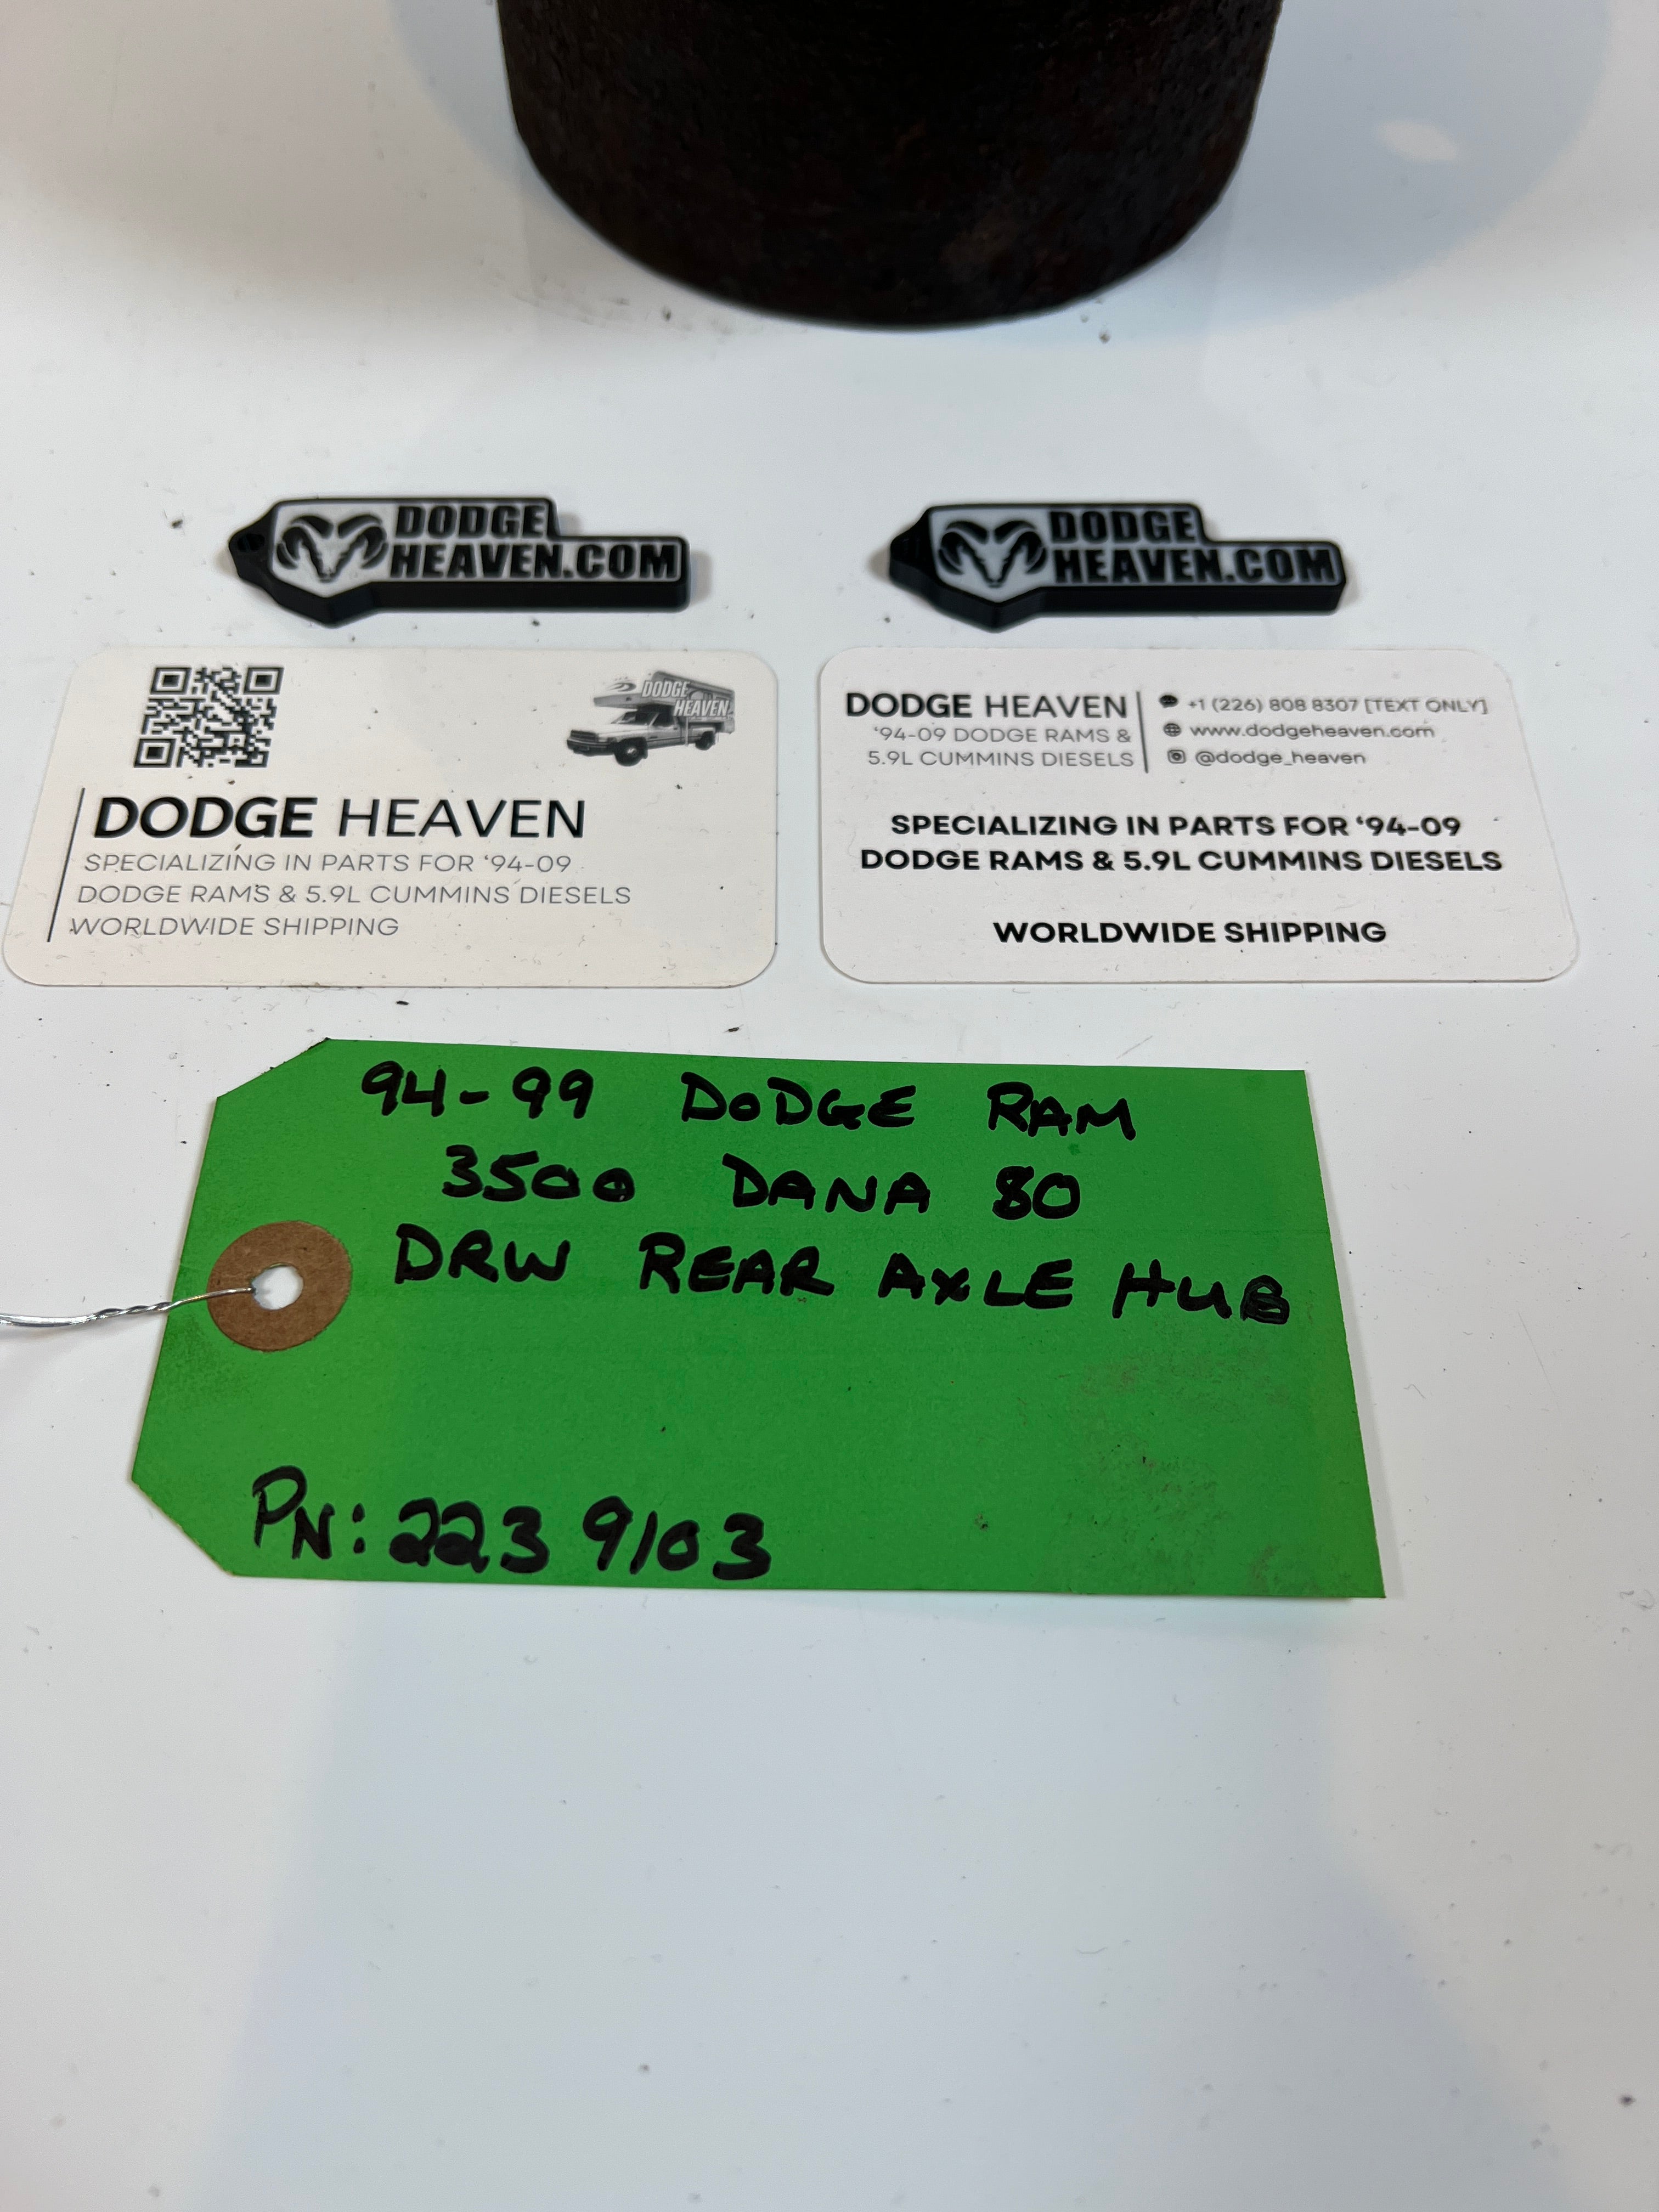 DODGE
HEAVEN.COM
DODGE
HEAVEN.COM
DODGE
HEAVEN
DODGE HEAVEN
SPECIALIZING IN PARTS FOR ‘94-09
DODGE RAMS & 5.9L CUMMINS DIESELS
WORLDWIDE SHIPPING
DODGE HEAVEN
‘94-09 DODGE RAMS &
5.9L CUMMINS DIESELS
+1 (226) 808 8307 [TEXT ONLY]
www.dodgeheaven.com
@dodge_heaven
SPECIALIZING IN PARTS FOR ‘94-09
DODGE RAMS & 5.9L CUMMINS DIESELS
WORLDWIDE SHIPPING
94-99 DODGE RAM
3500 DANA 80
DRW REAR AXLE HUB
PN: 223 9103